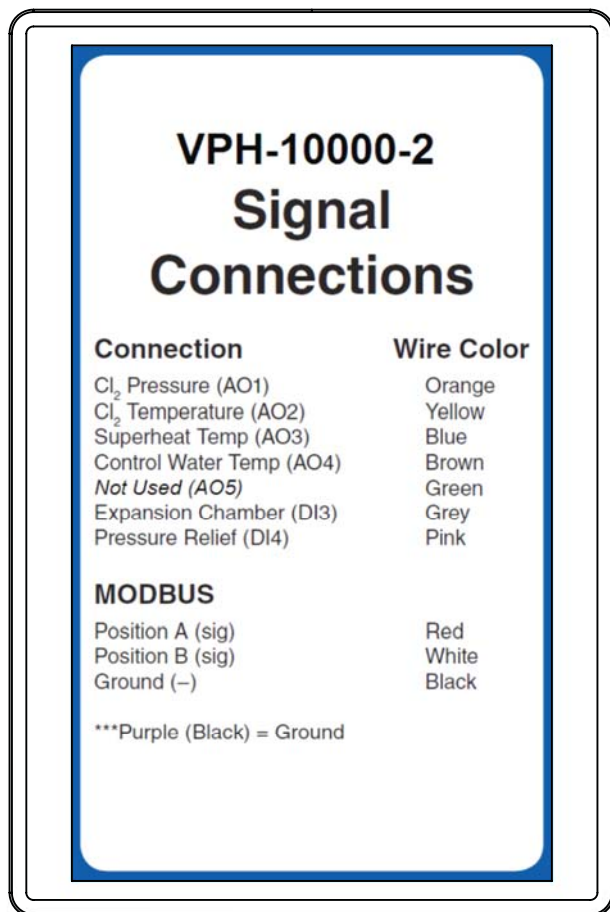 VPH-10000-2
Signal
Connections
Connection Wire Color
Cl₂ Pressure (AO1) Orange
Cl₂ Temperature (AO2) Yellow
Superheat Temp (AO3) Blue
Control Water Temp (AO4) Brown
Not Used (AO5) Green
Expansion Chamber (DI3) Grey
Pressure Relief (DI4) Pink
MODBUS
Position A (sig) Red
Position B (sig) White
Ground (–) Black
***Purple (Black) = Ground